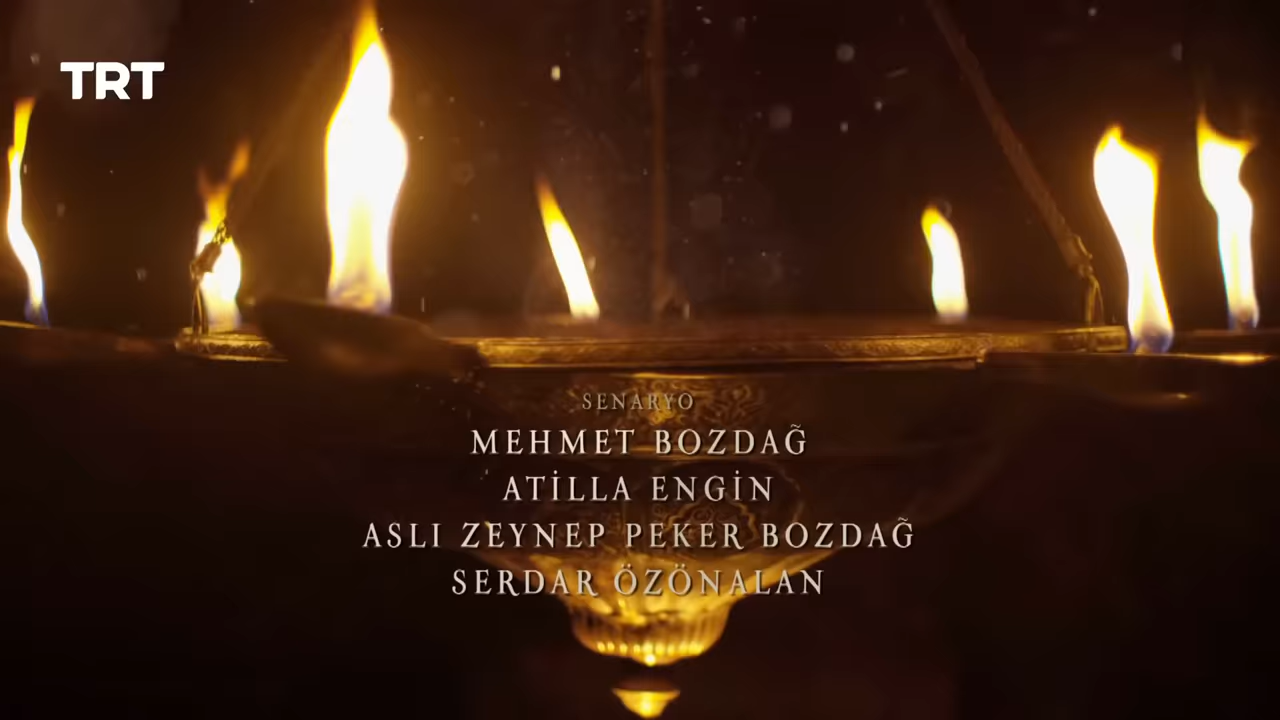 TRT
SENARYO
MEHMET BOZDAĞ
ATİLLA ENGİN
ASLI ZEYNEP PEKER BOZDAĞ
SERDAR ÖZÖNALAN